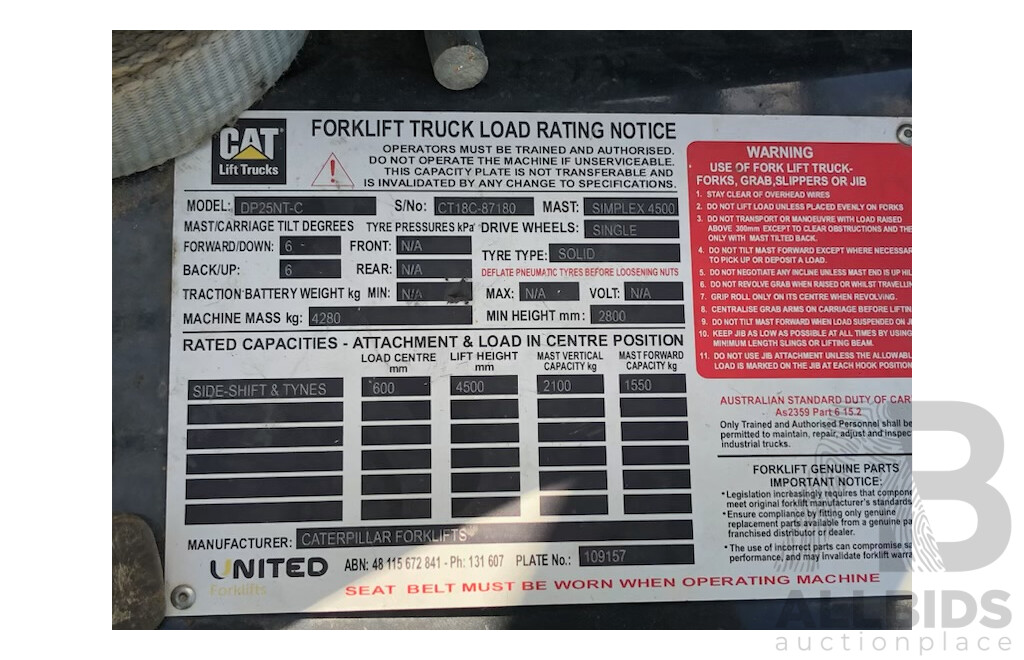 CAT
Lift Trucks
FORKLIFT TRUCK LOAD RATING NOTICE
OPERATORS MUST BE TRAINED AND AUTHORISED.
DO NOT OPERATE THE MACHINE IF UNSERVICEABLE.
THIS CAPACITY PLATE IS NOT TRANSFERABLE AND
IS INVALIDATED BY ANY CHANGE TO SPECIFICATIONS.
MODEL: DP25NT-C S/No: CT18C-87180 MAST: SIMPLEX 4500
MAST/CARRIAGE TILT DEGREES TYRE PRESSURES kPa DRIVE WHEELS: SINGLE
FORWARD/DOWN: 6 FRONT: N/A TYRE TYPE: SOLID
BACK/UP: 6 REAR: N/A DEFLATE PNEUMATIC TYRES BEFORE LOOSENING NUTS
TRACTION BATTERY WEIGHT kg MIN: N/A MAX: N/A VOLT: N/A
MACHINE MASS kg: 4280 MIN HEIGHT mm: 2800
RATED CAPACITIES - ATTACHMENT & LOAD IN CENTRE POSITION
LOAD CENTRE mm LIFT HEIGHT mm MAST VERTICAL CAPACITY kg MAST FORWARD CAPACITY kg
SIDE-SHIFT & TYNES 600 4500 2100 1550
MANUFACTURER: CATERPILLAR FORKLIFTS
UNITED
Forklifts
ABN: 48 115 672 841 - Ph: 131 607 PLATE No.: 109157
SEAT BELT MUST BE WORN WHEN OPERATING MACHINE
WARNING
USE OF FORK LIFT TRUCK-
FORKS, GRAB,SLIPPERS OR JIB
1. STAY CLEAR OF OVERHEAD WIRES
2. DO NOT LIFT LOAD UNLESS PLACED EVENLY ON FORKS
3. DO NOT TRANSPORT OR MANOEUVRE WITH LOAD RAISED
ABOVE 300mm EXCEPT TO CLEAR OBSTRUCTIONS AND THE
ONLY WITH MAST TILTED BACK.
4. DO NOT TILT MAST FORWARD EXCEPT WHERE NECESSAR
TO PICK UP OR DEPOSIT A LOAD.
5. DO NOT NEGOTIATE ANY INCLINE UNLESS MAST END IS UP HIL
6. DO NOT REVOLVE GRAB WHEN RAISED OR WHILST TRAVELLIN
7. GRIP ROLL ONLY ON ITS CENTRE WHEN REVOLVING.
8. CENTRALISE GRAB ARMS ON CARRIAGE BEFORE LIFTIN
9. DO NOT TILT MAST FORWARD WHEN LOAD SUSPENDED ON JI
10. KEEP JIB AS LOW AS POSSIBLE AT ALL TIMES BY USING
MINIMUM LENGTH SLINGS OR LIFTING BEAM.
11. DO NOT USE JIB ATTACHMENT UNLESS THE ALLOWABL
LOAD IS MARKED ON THE JIB AT EACH HOOK POSITION
AUSTRALIAN STANDARD DUTY OF CAR
As2359 Part 6 15.2
Only Trained and Authorised Personnel shall be
permitted to maintain, repair, adjust and inspec
industrial trucks.
FORKLIFT GENUINE PARTS
IMPORTANT NOTICE:
• Legislation increasingly requires that compone
meet original forklift manufacturer's standards
• Ensure compliance by fitting only genuine
replacement parts available from a genuine pa
franchised distributor or dealer.
• The use of incorrect parts can compromise sa
performance, and may invalidate forklift warra
B
ALLBIDS
auctionplace